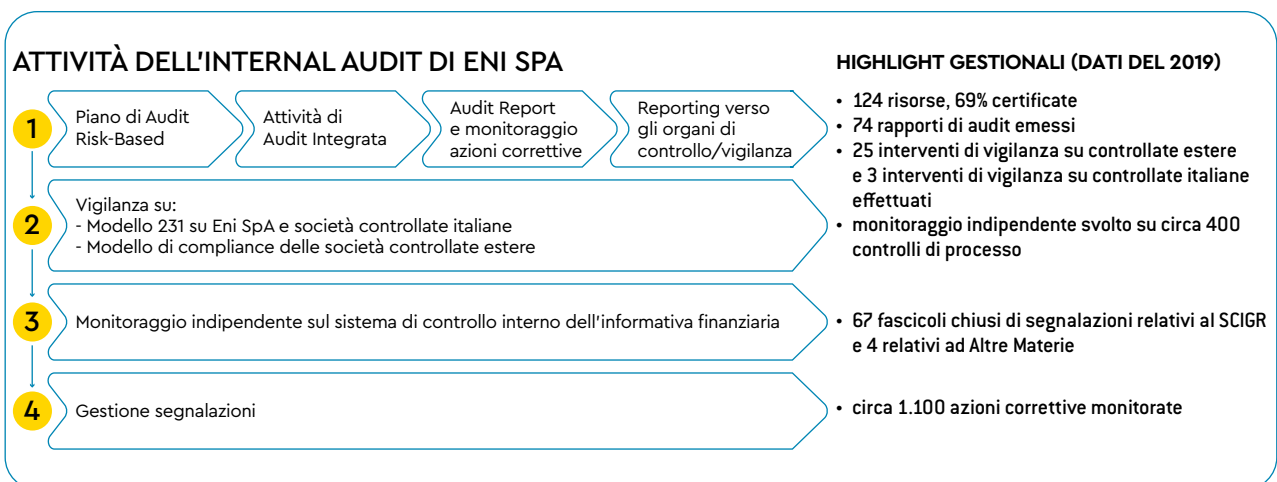 ATTIVITÀ DELL'INTERNAL AUDIT DI ENI SPA
1
Piano di Audit
Risk-Based
Attività di
Audit Integrata
Audit Report
e monitoraggio
azioni correttive
Reporting verso
gli organi di
controllo/vigilanza
2
Vigilanza su:
- Modello 231 su Eni SpA e società controllate italiane
- Modello di compliance delle società controllate estere
3
Monitoraggio indipendente sul sistema di controllo interno dell'informativa finanziaria
4
Gestione segnalazioni
HIGHLIGHT GESTIONALI (DATI DEL 2019)
• 124 risorse, 69% certificate
• 74 rapporti di audit emessi
• 25 interventi di vigilanza su controllate estere
e 3 interventi di vigilanza su controllate italiane
effettuati
• monitoraggio indipendente svolto su circa 400
controlli di processo
• 67 fascicoli chiusi di segnalazioni relativi al SCIGR
e 4 relativi ad Altre Materie
• circa 1.100 azioni correttive monitorate